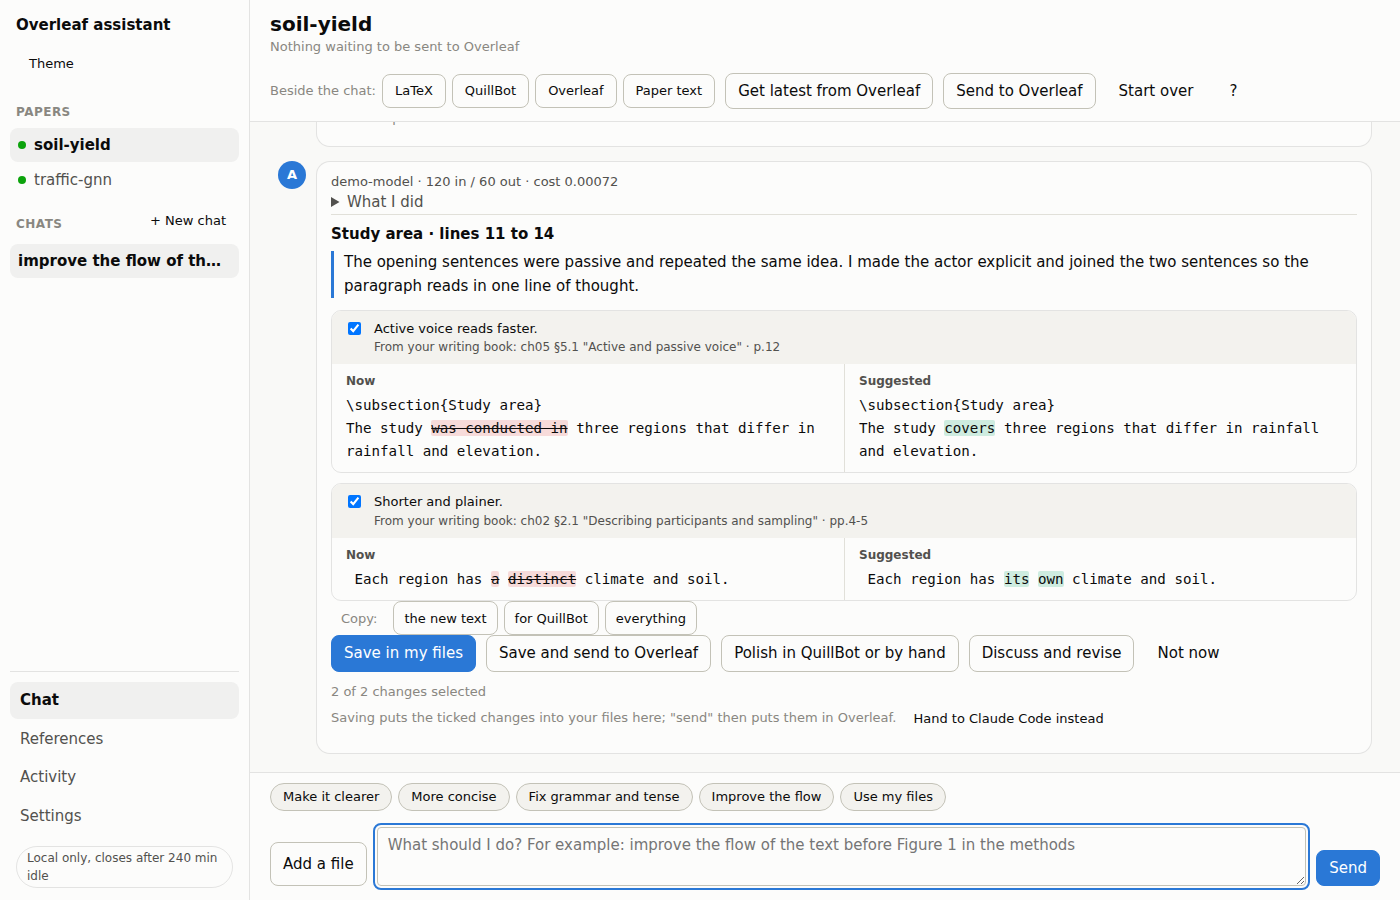 Overleaf assistant
Theme
PAPERS
soil-yield
traffic-gnn
CHATS
+ New chat
improve the flow of th...
Chat
References
Activity
Settings
Local only, closes after 240 min
idle
soil-yield
Nothing waiting to be sent to Overleaf
Beside the chat:
LaTeX
QuillBot
Overleaf
Paper text
Get latest from Overleaf
Send to Overleaf
Start over
?
A
demo-model · 120 in / 60 out · cost 0.00072
What I did
Study area · lines 11 to 14
The opening sentences were passive and repeated the same idea. I made the actor explicit and joined the two sentences so the
paragraph reads in one line of thought.
Active voice reads faster.
From your writing book: ch05 §5.1 "Active and passive voice" · p.12
Now
\subsection{Study area}
The study was conducted in three regions that differ in
rainfall and elevation.
Suggested
\subsection{Study area}
The study covers three regions that differ in rainfall
and elevation.
Shorter and plainer.
From your writing book: ch02 §2.1 "Describing participants and sampling" · pp.4-5
Now
Each region has a distinct climate and soil.
Suggested
Each region has its own climate and soil.
Copy:
the new text
for QuillBot
everything
Save in my files
Save and send to Overleaf
Polish in QuillBot or by hand
Discuss and revise
Not now
2 of 2 changes selected
Saving puts the ticked changes into your files here; "send" then puts them in Overleaf.
Hand to Claude Code instead
Make it clearer
More concise
Fix grammar and tense
Improve the flow
Use my files
Add a file
What should I do? For example: improve the flow of the text before Figure 1 in the methods
Send